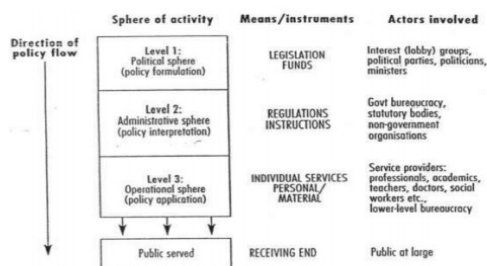 Sphere of activity
Means/instruments
Actors involved
Direction of
policy flow
Level 1:
Political sphere
(policy formulation)
LEGISLATION
FUNDS
Interest (lobby) groups,
political parties, politicians,
ministers
Level 2:
Administrative sphere
(policy interpretation)
REGULATIONS
INSTRUCTIONS
Govt bureaucracy,
statutory bodies,
non-government
organisations
Level 3:
Operational sphere
(policy application)
INDIVIDUAL SERVICES
PERSONAL/
MATERIAL
Service providers:
professionals, academics,
teachers, doctors, social
workers etc.,
lower-level bureaucracy
Public served
RECEIVING END
Public at large